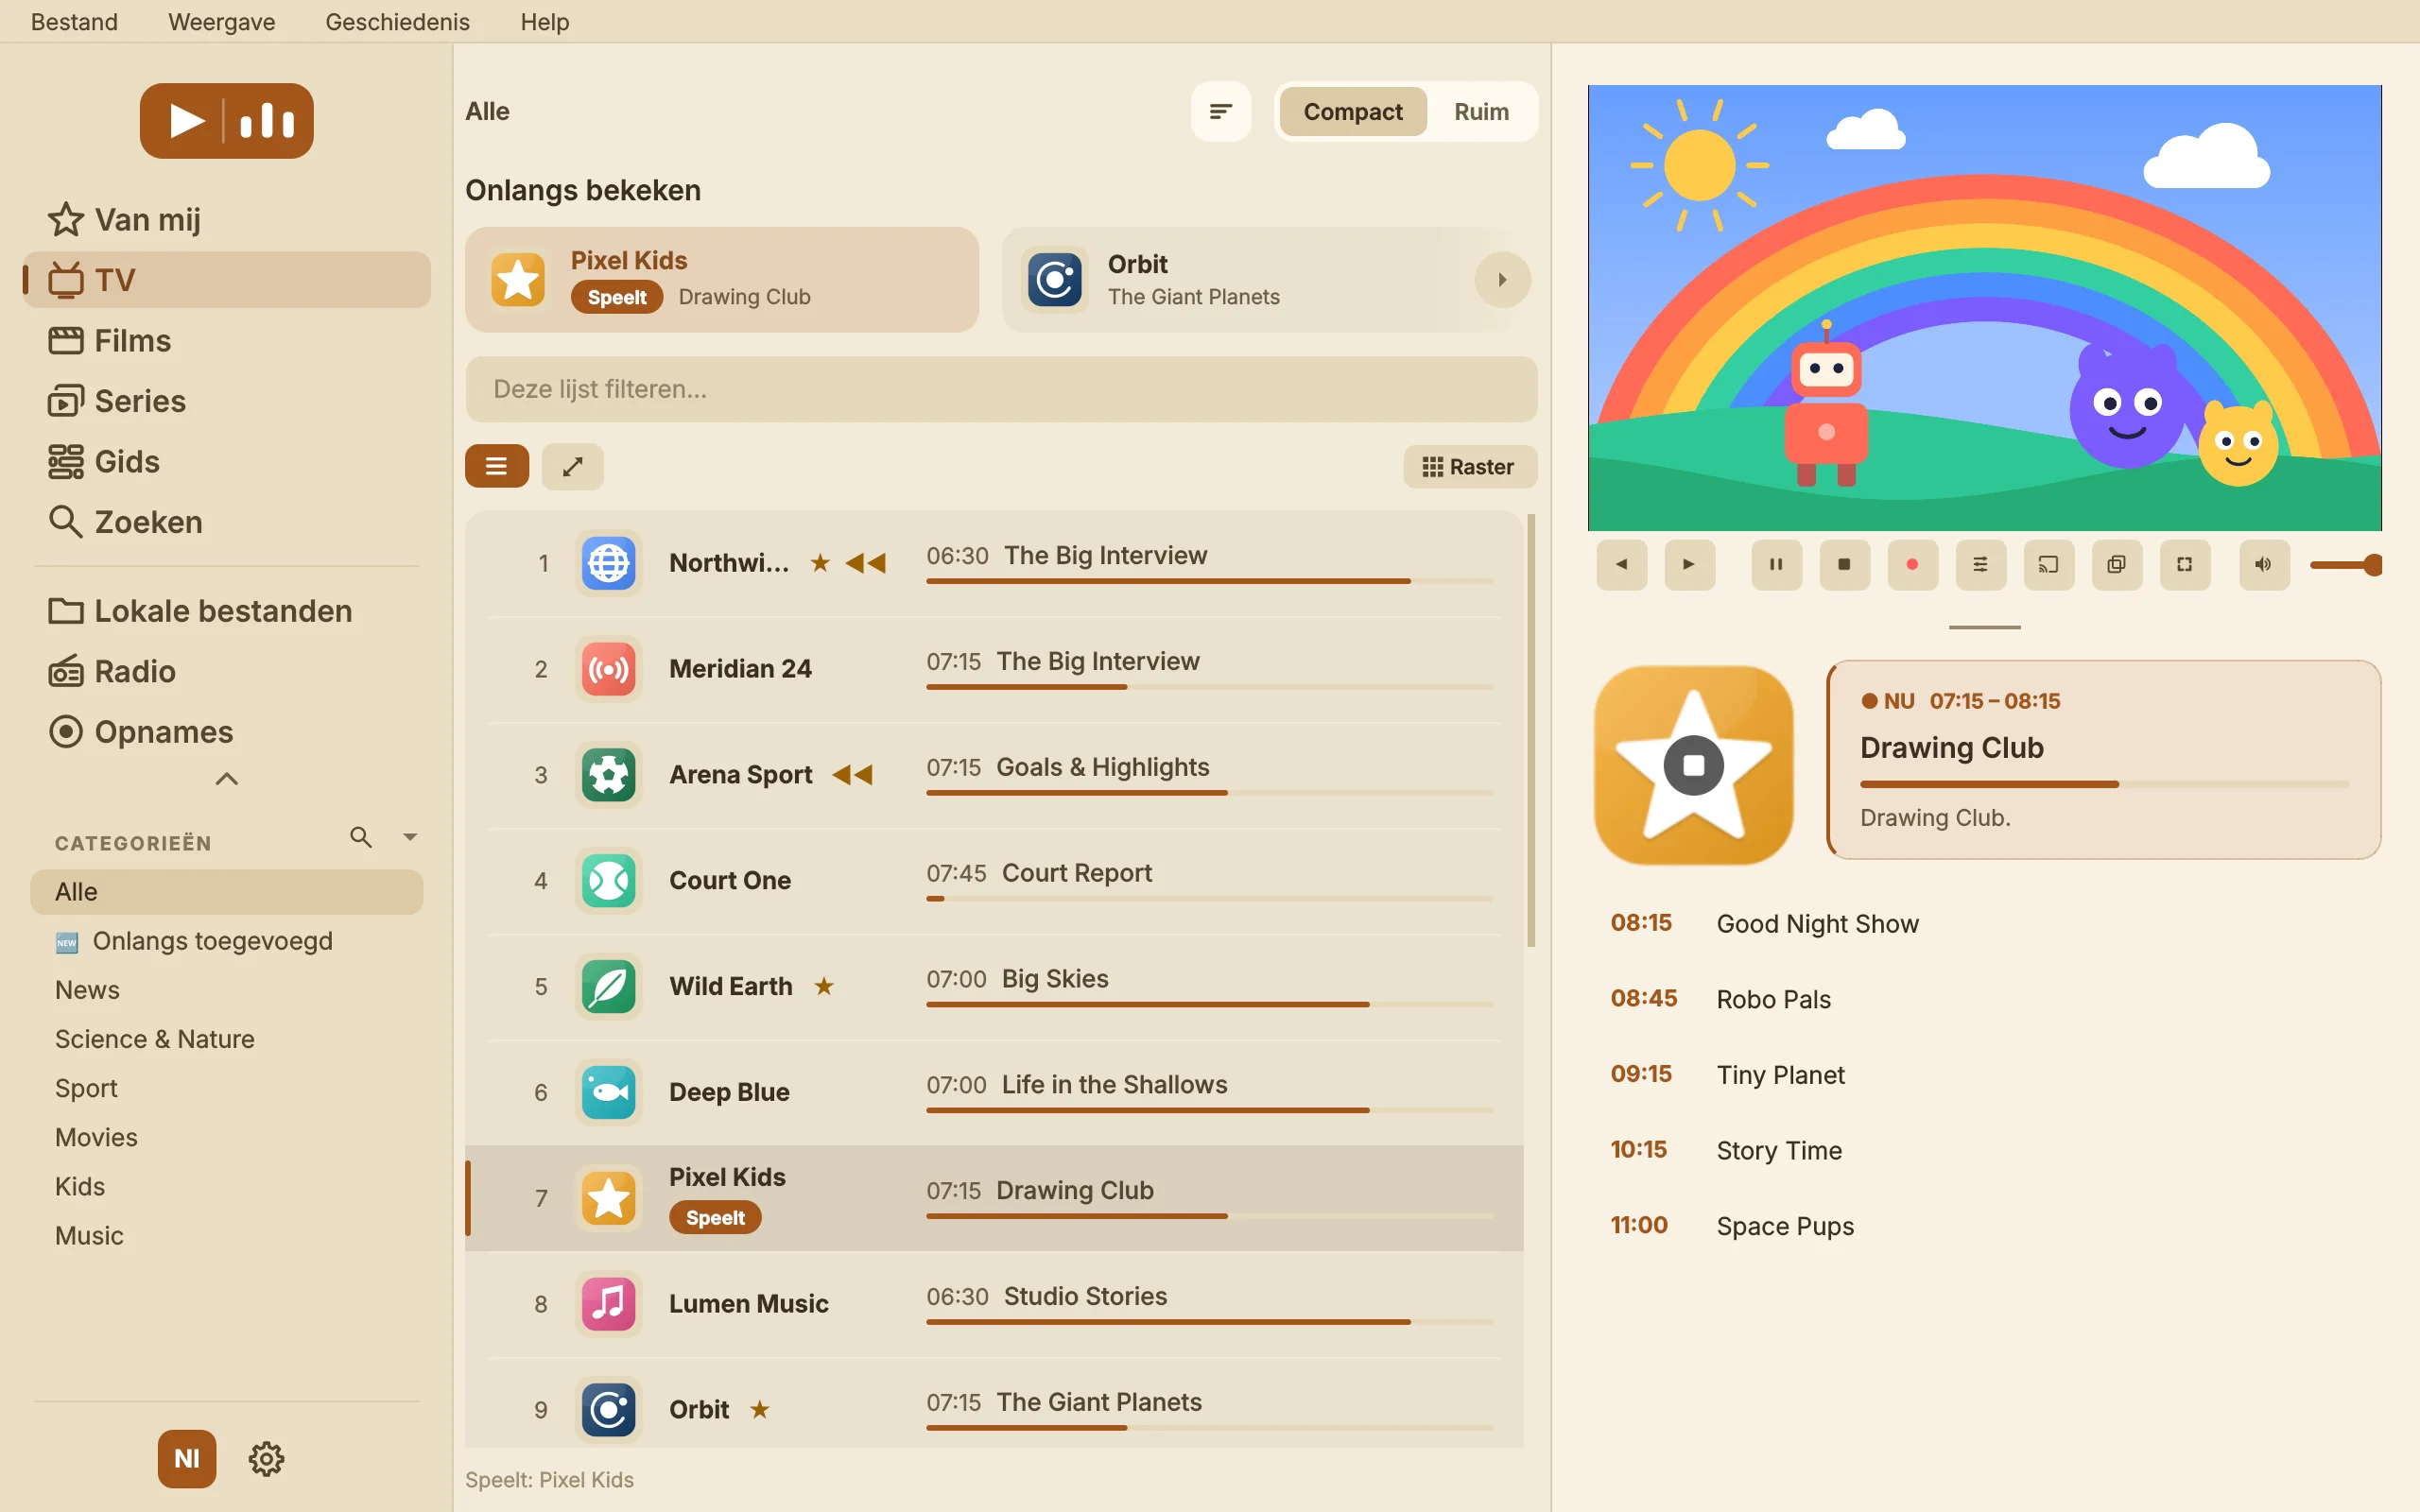 Bestand Weergave Geschiedenis Help
Van mij
TV
Films
Series
Gids
Zoeken
Lokale bestanden
Radio
Opnames
CATEGORIEËN
Alle
NEW Onlangs toegevoegd
News
Science & Nature
Sport
Movies
Kids
Music
NI
Alle
Compact Ruim
Onlangs bekeken
Pixel Kids
Speelt Drawing Club
Orbit
The Giant Planets
Deze lijst filteren...
Raster
1 Northwi... 06:30 The Big Interview
2 Meridian 24 07:15 The Big Interview
3 Arena Sport 07:15 Goals & Highlights
4 Court One 07:45 Court Report
5 Wild Earth 07:00 Big Skies
6 Deep Blue 07:00 Life in the Shallows
7 Pixel Kids Speelt 07:15 Drawing Club
8 Lumen Music 06:30 Studio Stories
9 Orbit 07:15 The Giant Planets
Speelt: Pixel Kids
NU 07:15 – 08:15
Drawing Club
Drawing Club.
08:15 Good Night Show
08:45 Robo Pals
09:15 Tiny Planet
10:15 Story Time
11:00 Space Pups